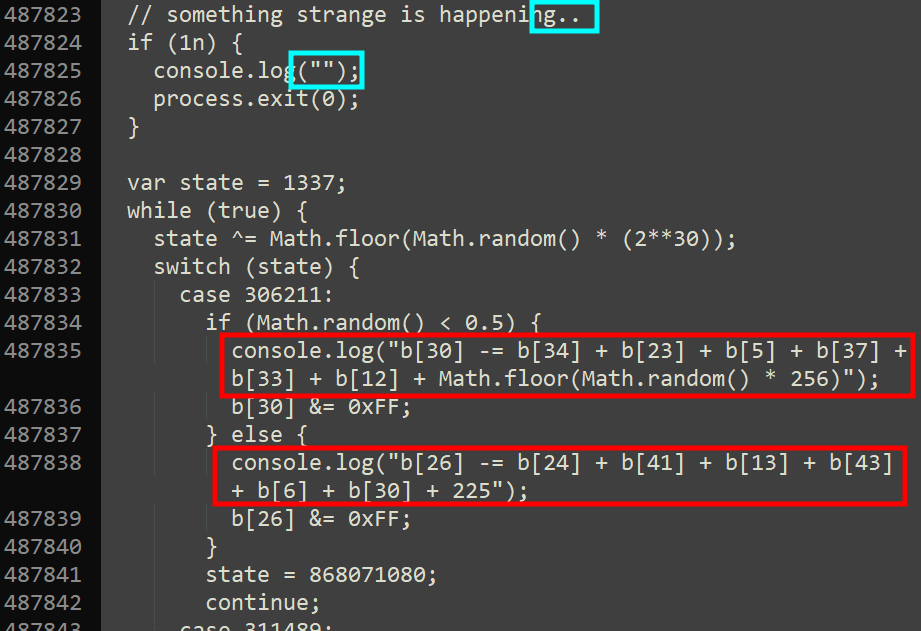 487823 // something strange is happening..
487824 if (1n) {
487825 console.log("");
487826 process.exit(0);
487827 }
487828
487829 var state = 1337;
487830 while (true) {
487831 state ^= Math.floor(Math.random() * (2**30));
487832 switch (state) {
487833 case 306211:
487834 if (Math.random() < 0.5) {
487835 console.log("b[30] -= b[34] + b[23] + b[5] + b[37] +
b[33] + b[12] + Math.floor(Math.random() * 256)");
487836 b[30] &= 0xFF;
487837 } else {
487838 console.log("b[26] -= b[24] + b[41] + b[13] + b[43]
+ b[6] + b[30] + 225");
487839 b[26] &= 0xFF;
487840 }
487841 state = 868071080;
487842 continue;
487843 case 311489: